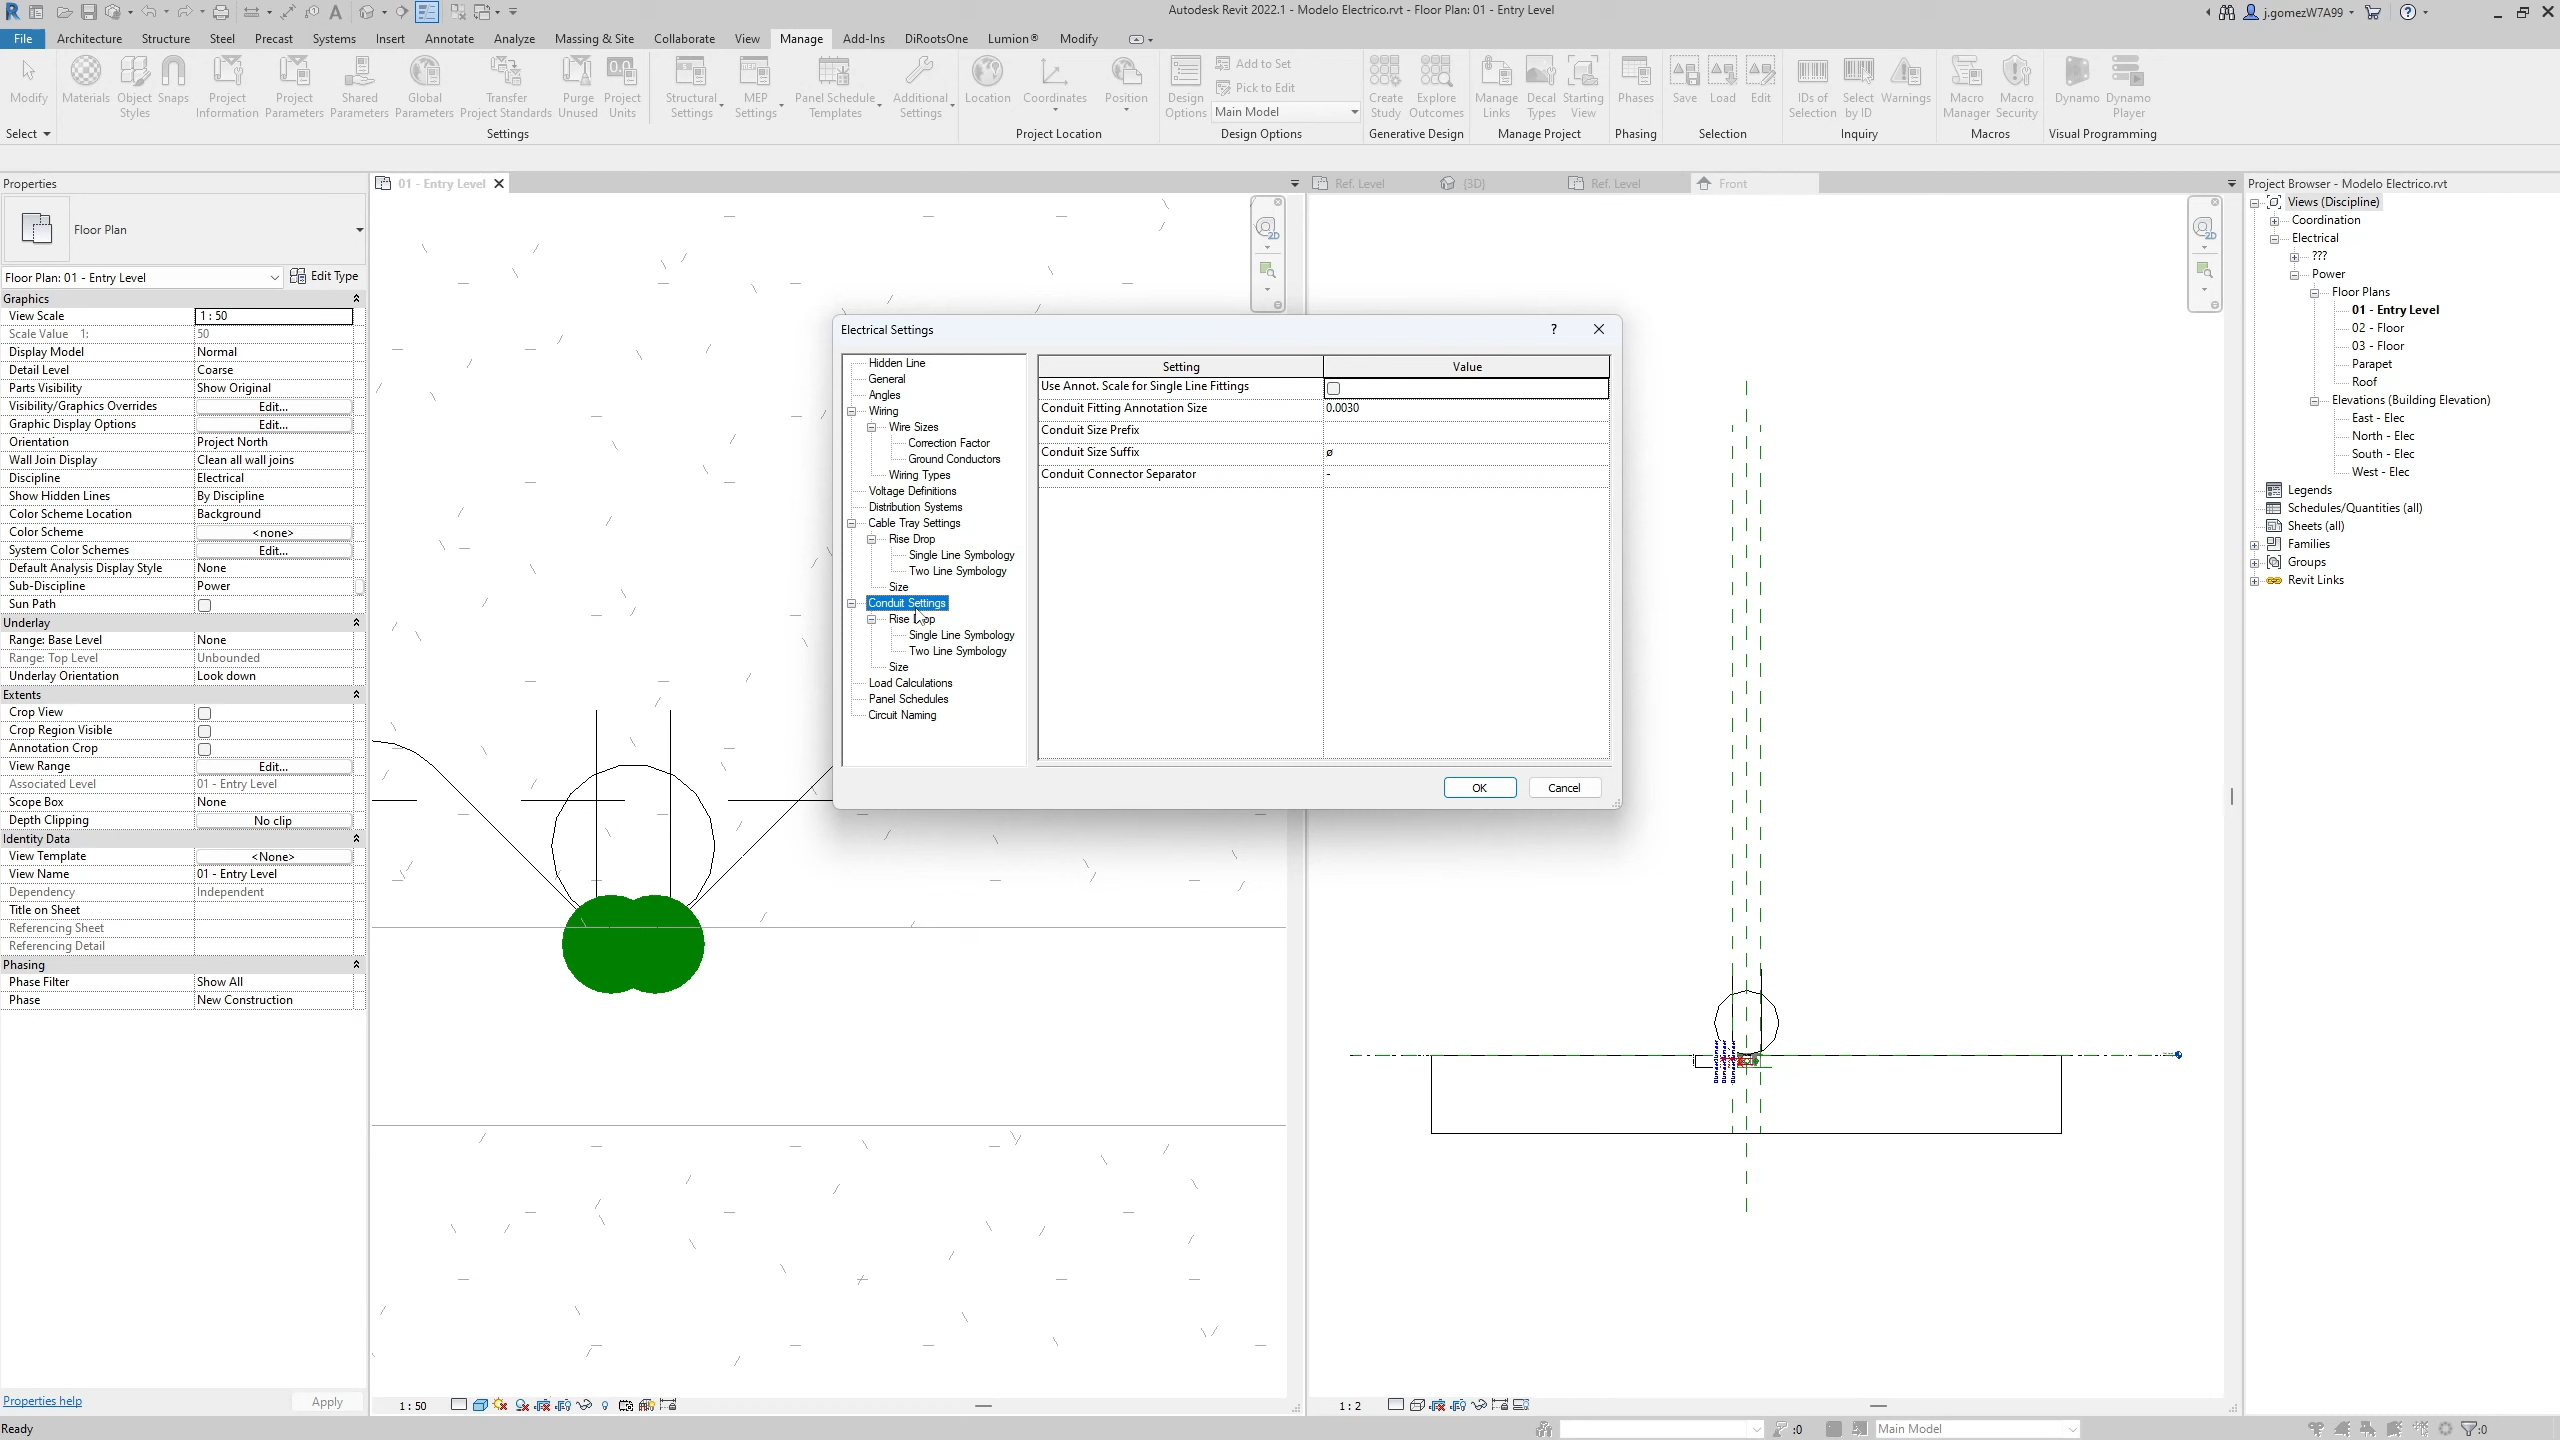 Autodesk Revit 2022.1 - Modelo Electrico.rvt - Floor Plan: 01 - Entry Level
j.gomezW7A99
File Architecture Structure Steel Precast Systems Insert Annotate Analyze Massing & Site Collaborate View Manage Add-Ins DiRootsOne Lumion® Modify
Modify
Materials
Object Styles
Snaps
Project Information
Project Parameters
Shared Parameters
Global Parameters
Transfer Project Standards
Purge Unused
Project Units
Structural Settings
MEP Settings
Panel Schedule Templates
Additional Settings
Location
Coordinates
Position
Design Options
Add to Set
Pick to Edit
Main Model
Create Study
Explore Outcomes
Manage Links
Decal Types
Starting View
Phases
Save
Load
Edit
IDs of Selection
Select by ID
Warnings
Macro Manager
Macro Security
Dynamo
Dynamo Player
Select
Settings
Project Location
Design Options
Generative Design
Manage Project
Phasing
Selection
Inquiry
Macros
Visual Programming
Properties
Floor Plan
Floor Plan: 01 - Entry Level
Edit Type
Graphics
View Scale 1 : 50
Scale Value 1: 50
Display Model Normal
Detail Level Coarse
Parts Visibility Show Original
Visibility/Graphics Overrides Edit...
Graphic Display Options Edit...
Orientation Project North
Wall Join Display Clean all wall joins
Discipline Electrical
Show Hidden Lines By Discipline
Color Scheme Location Background
Color Scheme <none>
System Color Schemes Edit...
Default Analysis Display Style None
Sub-Discipline Power
Sun Path
Underlay
Range: Base Level None
Range: Top Level Unbounded
Underlay Orientation Look down
Extents
Crop View
Crop Region Visible
Annotation Crop
View Range Edit...
Associated Level 01 - Entry Level
Scope Box None
Depth Clipping No clip
Identity Data
View Template <None>
View Name 01 - Entry Level
Dependency Independent
Title on Sheet
Referencing Sheet
Referencing Detail
Phasing
Phase Filter Show All
Phase New Construction
Properties help
Apply
Ready
01 - Entry Level
Ref. Level
{3D}
Ref. Level
Front
2D
2D
Electrical Settings
?
Hidden Line
General
Angles
Wiring
Wire Sizes
Correction Factor
Ground Conductors
Wiring Types
Voltage Definitions
Distribution Systems
Cable Tray Settings
Rise Drop
Single Line Symbology
Two Line Symbology
Size
Conduit Settings
Rise
Single Line Symbology
Two Line Symbology
Size
Load Calculations
Panel Schedules
Circuit Naming
Setting Value
Use Annot. Scale for Single Line Fittings
Conduit Fitting Annotation Size 0.0030
Conduit Size Prefix
Conduit Size Suffix ø
Conduit Connector Separator -
OK
Cancel
1 : 50
1 : 2
:0
Main Model
:0
Project Browser - Modelo Electrico.rvt
Views (Discipline)
Coordination
Electrical
???
Power
Floor Plans
01 - Entry Level
02 - Floor
03 - Floor
Parapet
Roof
Elevations (Building Elevation)
East - Elec
North - Elec
South - Elec
West - Elec
Legends
Schedules/Quantities (all)
Sheets (all)
Families
Groups
Revit Links